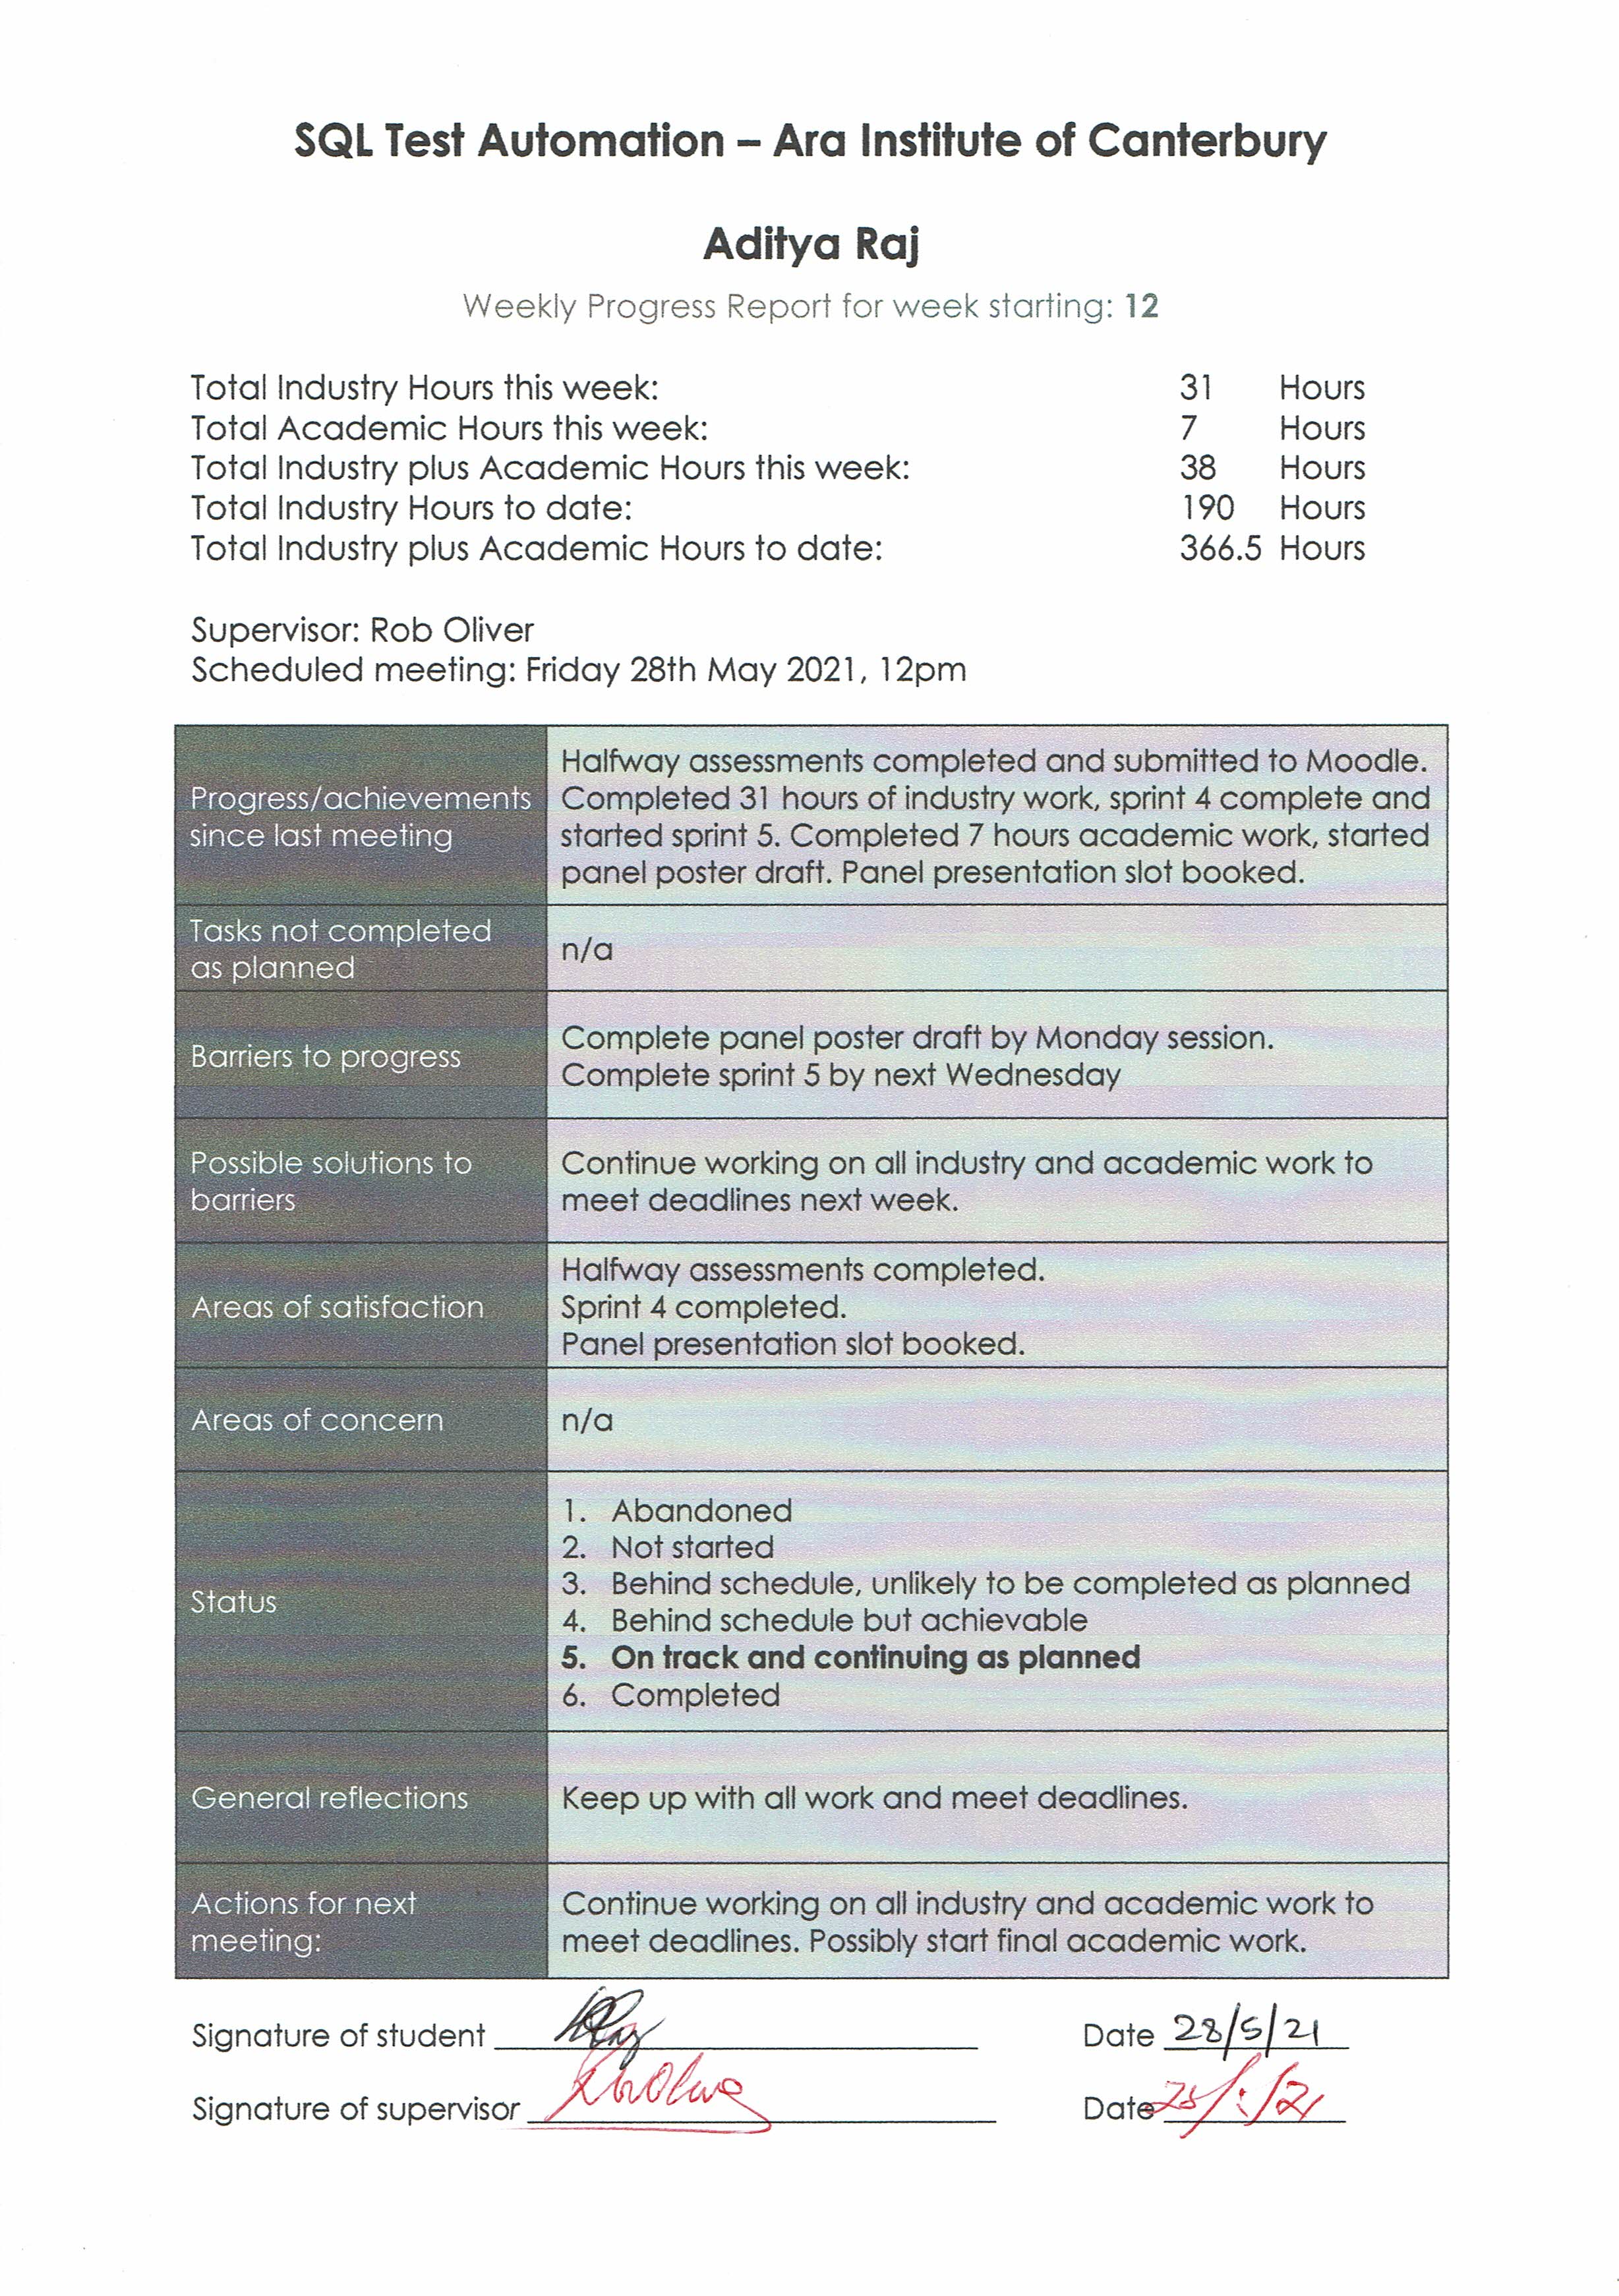 SQL Test Automation – Ara Institute of Canterbury
Aditya Raj
Weekly Progress Report for week starting: 12
Total Industry Hours this week: 31 Hours
Total Academic Hours this week: 7 Hours
Total Industry plus Academic Hours this week: 38 Hours
Total Industry Hours to date: 190 Hours
Total Industry plus Academic Hours to date: 366.5 Hours
Supervisor: Rob Oliver
Scheduled meeting: Friday 28th May 2021, 12pm
Progress/achievements
since last meeting
Halfway assessments completed and submitted to Moodle.
Completed 31 hours of industry work, sprint 4 complete and
started sprint 5. Completed 7 hours academic work, started
panel poster draft. Panel presentation slot booked.
Tasks not completed
as planned
n/a
Barriers to progress
Complete panel poster draft by Monday session.
Complete sprint 5 by next Wednesday
Possible solutions to
barriers
Continue working on all industry and academic work to
meet deadlines next week.
Areas of satisfaction
Halfway assessments completed.
Sprint 4 completed.
Panel presentation slot booked.
Areas of concern
n/a
Status
1. Abandoned
2. Not started
3. Behind schedule, unlikely to be completed as planned
4. Behind schedule but achievable
5. On track and continuing as planned
6. Completed
General reflections
Keep up with all work and meet deadlines.
Actions for next
meeting:
Continue working on all industry and academic work to
meet deadlines. Possibly start final academic work.
Signature of student Date 28/5/21
Signature of supervisor Date